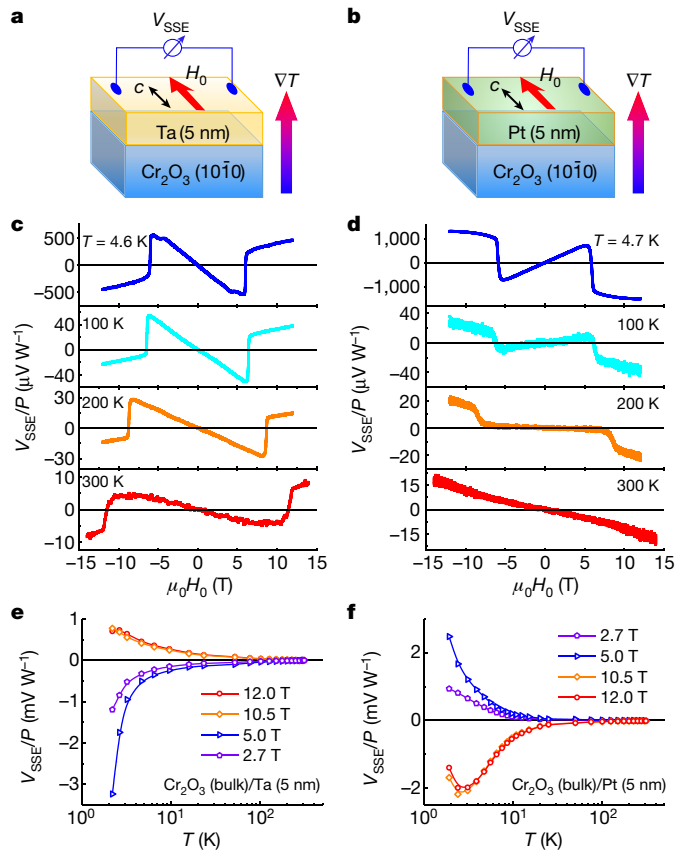 a
V_SSE
H₀
c
∇T
Ta (5 nm)
Cr₂O₃ (101̄0)
b
V_SSE
H₀
c
∇T
Pt (5 nm)
Cr₂O₃ (101̄0)
c
V_SSE/P (μV W⁻¹)
500
0
−500
T = 4.6 K
40
0
−40
100 K
30
0
−30
200 K
10
0
−10
300 K
−15 −10 −5 0 5 10 15
μ₀H₀ (T)
d
V_SSE/P (μV W⁻¹)
1,000
0
−1,000
T = 4.7 K
40
0
−40
100 K
20
0
−20
200 K
15
0
−15
300 K
−15 −10 −5 0 5 10 15
μ₀H₀ (T)
e
V_SSE/P (mV W⁻¹)
1
0
−1
−2
−3
12.0 T
10.5 T
5.0 T
2.7 T
Cr₂O₃ (bulk)/Ta (5 nm)
10⁰ 10¹ 10²
T (K)
f
V_SSE/P (mV W⁻¹)
2
0
−2
2.7 T
5.0 T
10.5 T
12.0 T
Cr₂O₃ (bulk)/Pt (5 nm)
10⁰ 10¹ 10²
T (K)